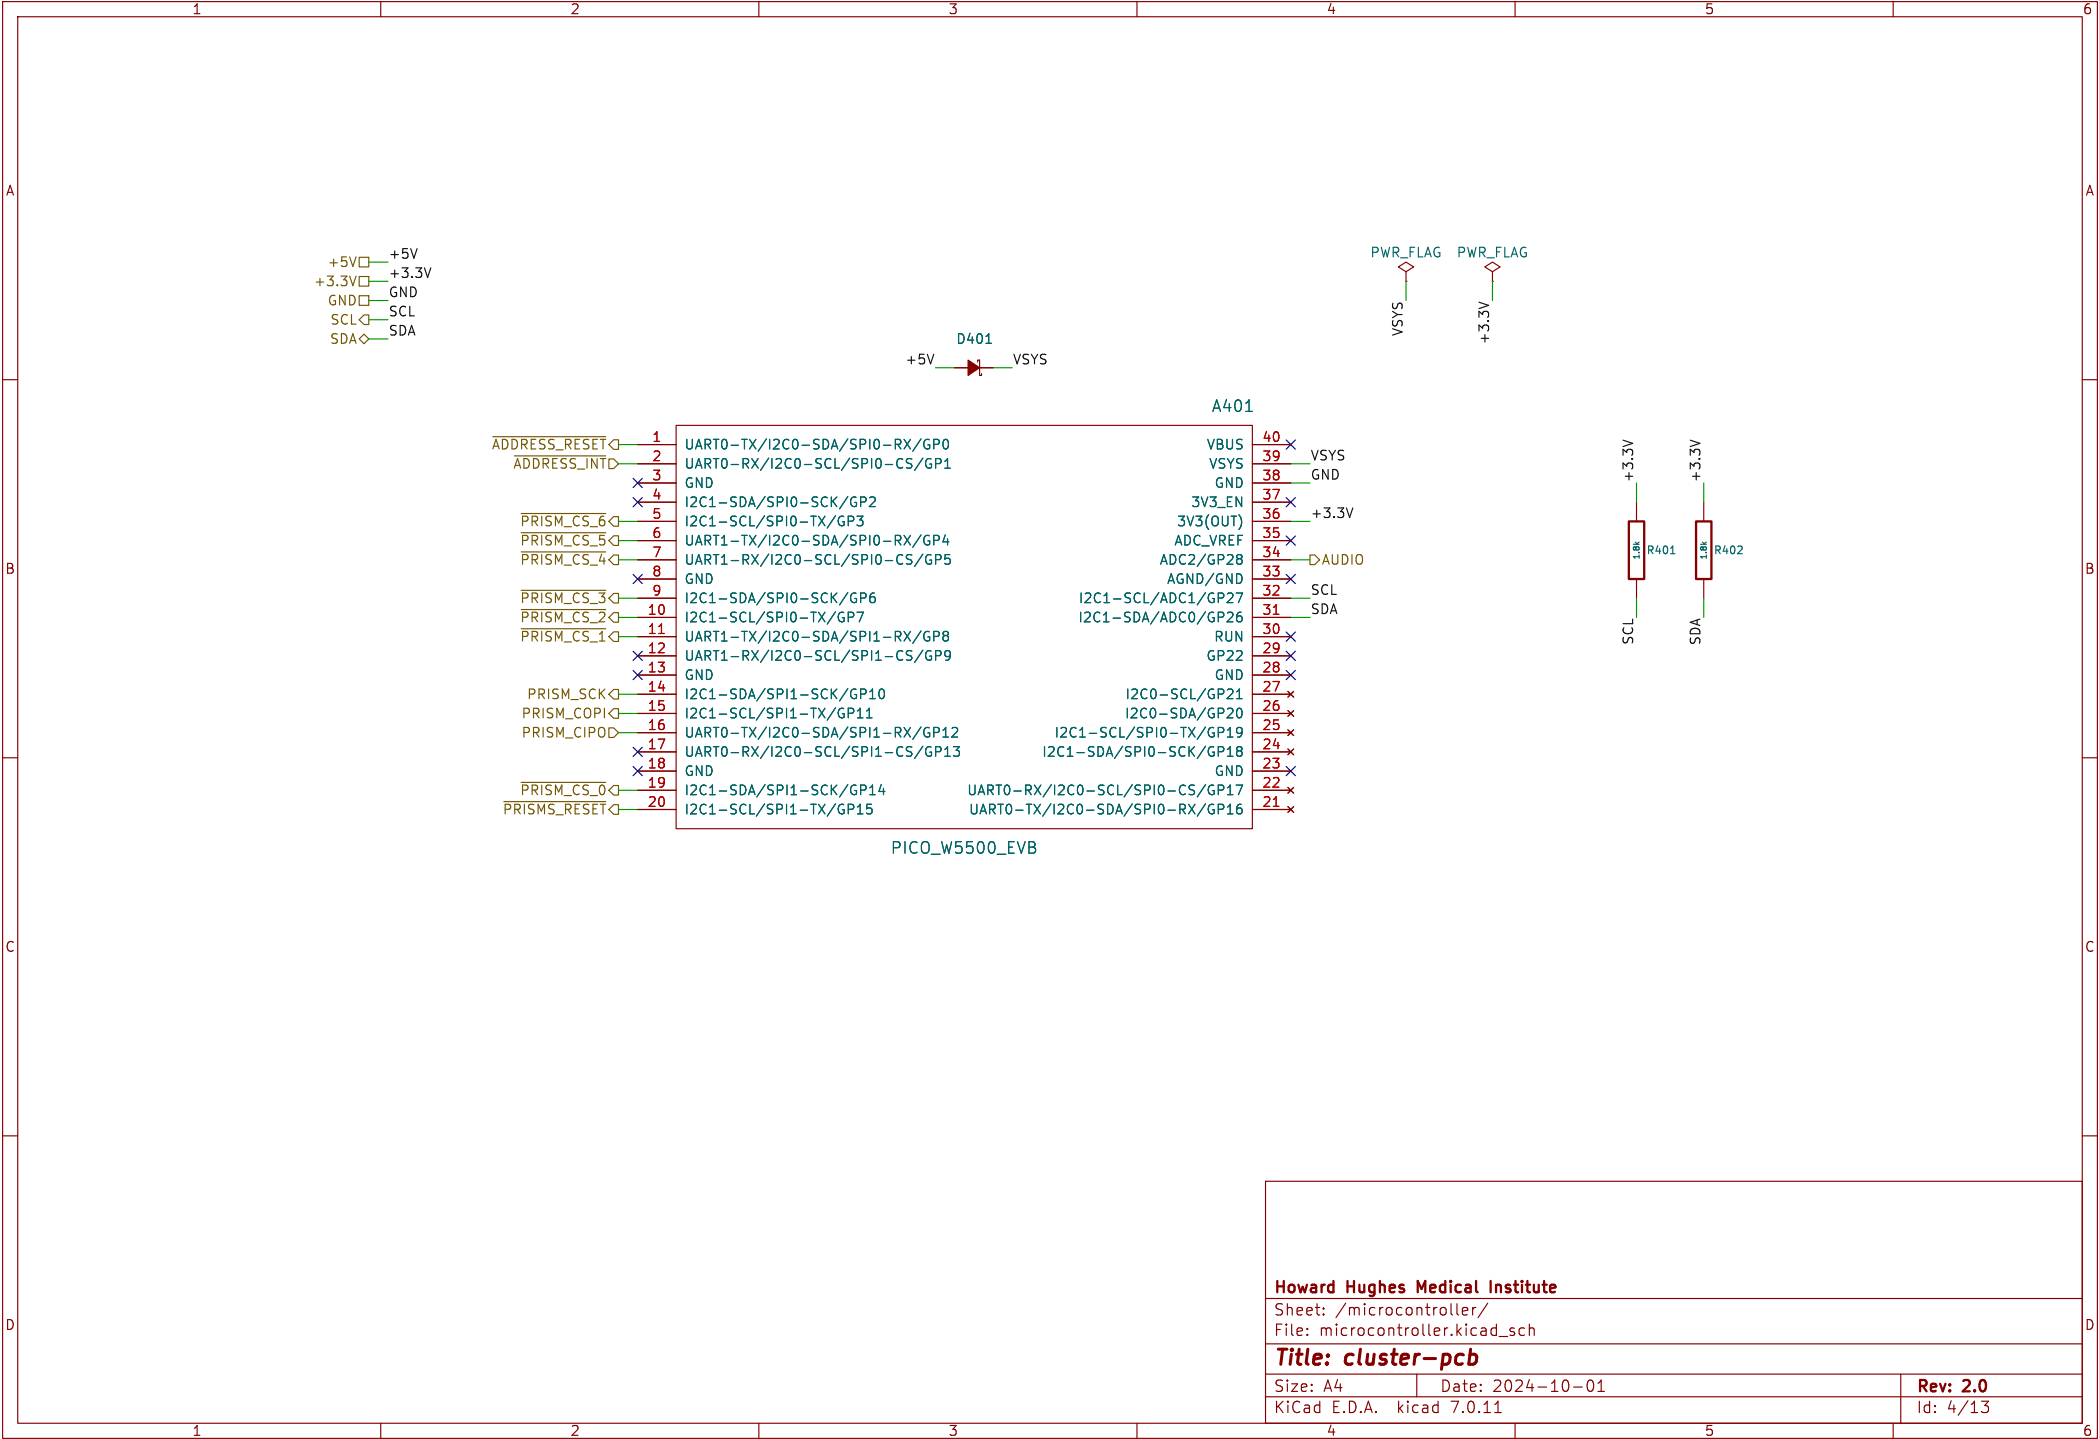 1 2 3 4 5 6
A A
B B
C C
D D
+5V +5V
+3.3V +3.3V
GND GND
SCL SCL
SDA SDA
PWR_FLAG PWR_FLAG
VSYS +3.3V
D401
+5V VSYS
A401
ADDRESS_RESET 1 UART0-TX/I2C0-SDA/SPI0-RX/GP0 VBUS 40
ADDRESS_INT 2 UART0-RX/I2C0-SCL/SPI0-CS/GP1 VSYS 39 VSYS
3 GND GND 38 GND
4 I2C1-SDA/SPI0-SCK/GP2 3V3_EN 37
PRISM_CS_6 5 I2C1-SCL/SPI0-TX/GP3 3V3(OUT) 36 +3.3V
PRISM_CS_5 6 UART1-TX/I2C0-SDA/SPI0-RX/GP4 ADC_VREF 35
PRISM_CS_4 7 UART1-RX/I2C0-SCL/SPI0-CS/GP5 ADC2/GP28 34 AUDIO
8 GND AGND/GND 33
PRISM_CS_3 9 I2C1-SDA/SPI0-SCK/GP6 I2C1-SCL/ADC1/GP27 32 SCL
PRISM_CS_2 10 I2C1-SCL/SPI0-TX/GP7 I2C1-SDA/ADC0/GP26 31 SDA
PRISM_CS_1 11 UART1-TX/I2C0-SDA/SPI1-RX/GP8 RUN 30
12 UART1-RX/I2C0-SCL/SPI1-CS/GP9 GP22 29
13 GND GND 28
PRISM_SCK 14 I2C1-SDA/SPI1-SCK/GP10 I2C0-SCL/GP21 27
PRISM_COPI 15 I2C1-SCL/SPI1-TX/GP11 I2C0-SDA/GP20 26
PRISM_CIPO 16 UART0-TX/I2C0-SDA/SPI1-RX/GP12 I2C1-SCL/SPI0-TX/GP19 25
17 UART0-RX/I2C0-SCL/SPI1-CS/GP13 I2C1-SDA/SPI0-SCK/GP18 24
18 GND GND 23
PRISM_CS_0 19 I2C1-SDA/SPI1-SCK/GP14 UART0-RX/I2C0-SCL/SPI0-CS/GP17 22
PRISMS_RESET 20 I2C1-SCL/SPI1-TX/GP15 UART0-TX/I2C0-SDA/SPI0-RX/GP16 21
PICO_W5500_EVB
+3.3V +3.3V
1.8k R401 1.8k R402
SCL SDA
Howard Hughes Medical Institute
Sheet: /microcontroller/
File: microcontroller.kicad_sch
Title: cluster-pcb
Size: A4 Date: 2024-10-01 Rev: 2.0
KiCad E.D.A. kicad 7.0.11 Id: 4/13
1 2 3 4 5 6